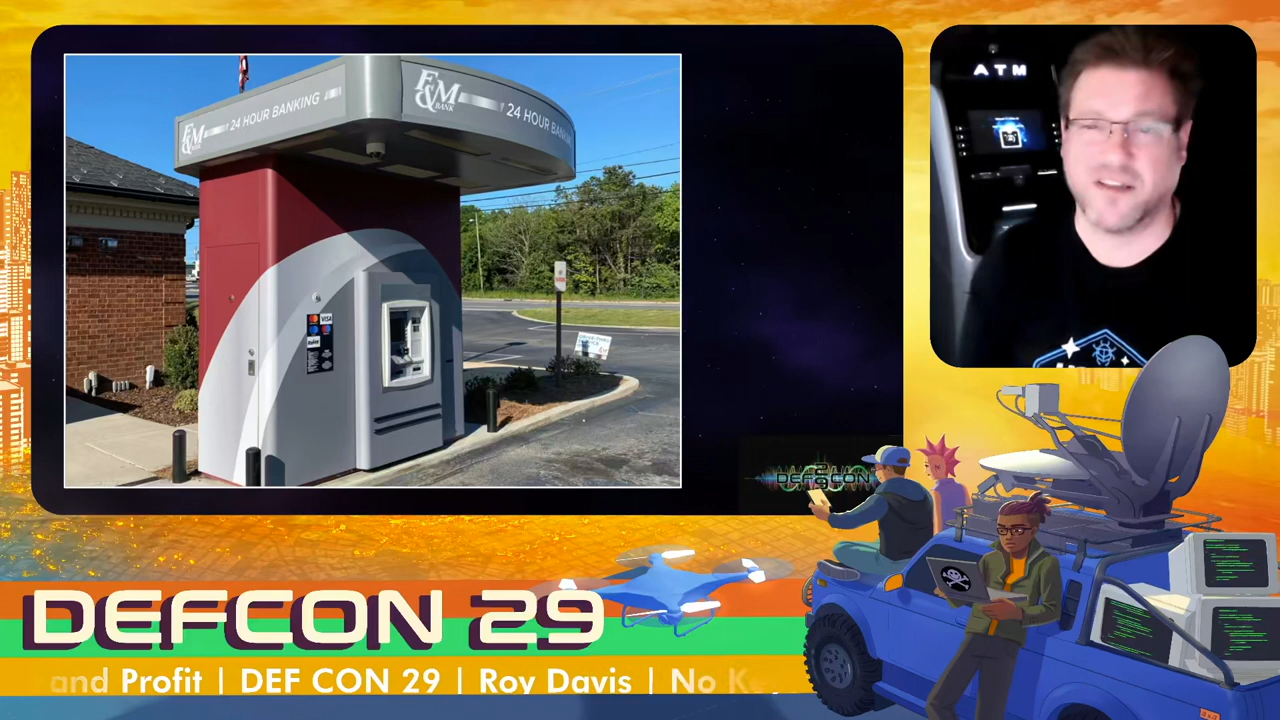 F&M BANK 24 HOUR BANKING
F&M BANK 24 HOUR BANKING
VISA
ATM
DEFCON
DEFCON 29
and Profit | DEF CON 29 | Roy Davis | No K